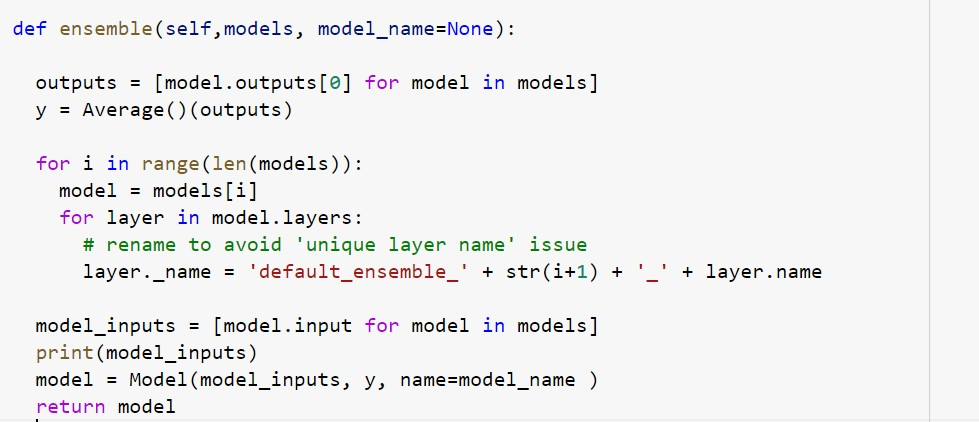 def ensemble(self,models, model_name=None):
outputs = [model.outputs[0] for model in models]
y = Average()(outputs)
for i in range(len(models)):
model = models[i]
for layer in model.layers:
# rename to avoid 'unique layer name' issue
layer._name = 'default_ensemble_' + str(i+1) + '_' + layer.name
model_inputs = [model.input for model in models]
print(model_inputs)
model = Model(model_inputs, y, name=model_name )
return model